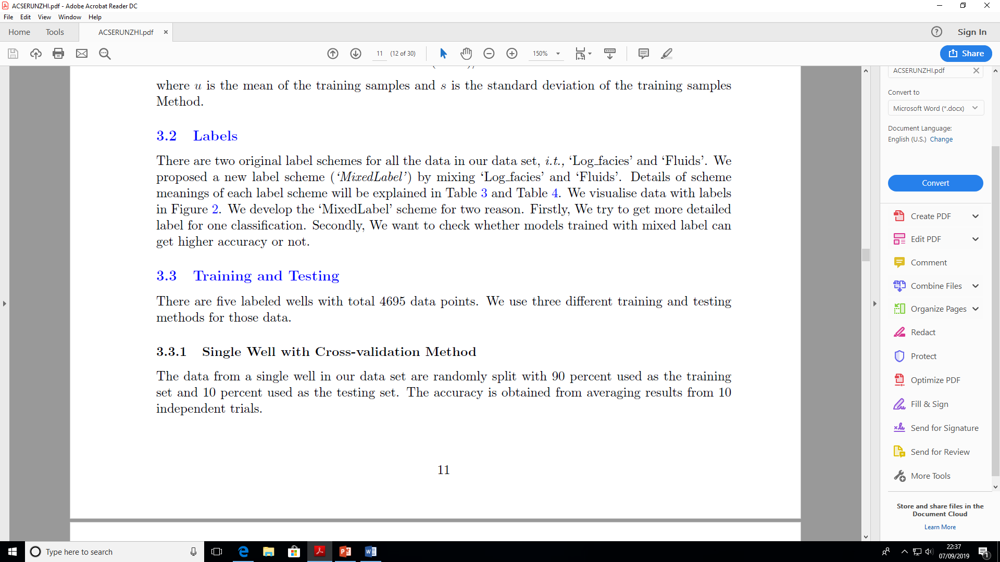 ACSERUNZHI.pdf - Adobe Acrobat Reader DC
File Edit View Window Help
Home Tools ACSERUNZHI.pdf × Sign In
11 (12 of 30) 150% Share
where u is the mean of the training samples and s is the standard deviation of the training samples
Method.
3.2 Labels
There are two original label schemes for all the data in our data set, i.t., ‘Log_facies’ and ‘Fluids’. We
proposed a new label scheme (‘MixedLabel’) by mixing ‘Log_facies’ and ‘Fluids’. Details of scheme
meanings of each label scheme will be explained in Table 3 and Table 4. We visualise data with labels
in Figure 2. We develop the ‘MixedLabel’ scheme for two reason. Firstly, We try to get more detailed
label for one classification. Secondly, We want to check whether models trained with mixed label can
get higher accuracy or not.
3.3 Training and Testing
There are five labeled wells with total 4695 data points. We use three different training and testing
methods for those data.
3.3.1 Single Well with Cross-validation Method
The data from a single well in our data set are randomly split with 90 percent used as the training
set and 10 percent used as the testing set. The accuracy is obtained from averaging results from 10
independent trials.
11
ACSERUNZHI.pdf
Convert to
Microsoft Word (*.docx)
Document Language:
English (U.S.) Change
Convert
Create PDF
Edit PDF
Comment
Combine Files
Organize Pages
Redact
Protect
Optimize PDF
Fill & Sign
Send for Signature
Send for Review
More Tools
Store and share files in the
Document Cloud
Learn More
Type here to search
22:37
07/09/2019
1